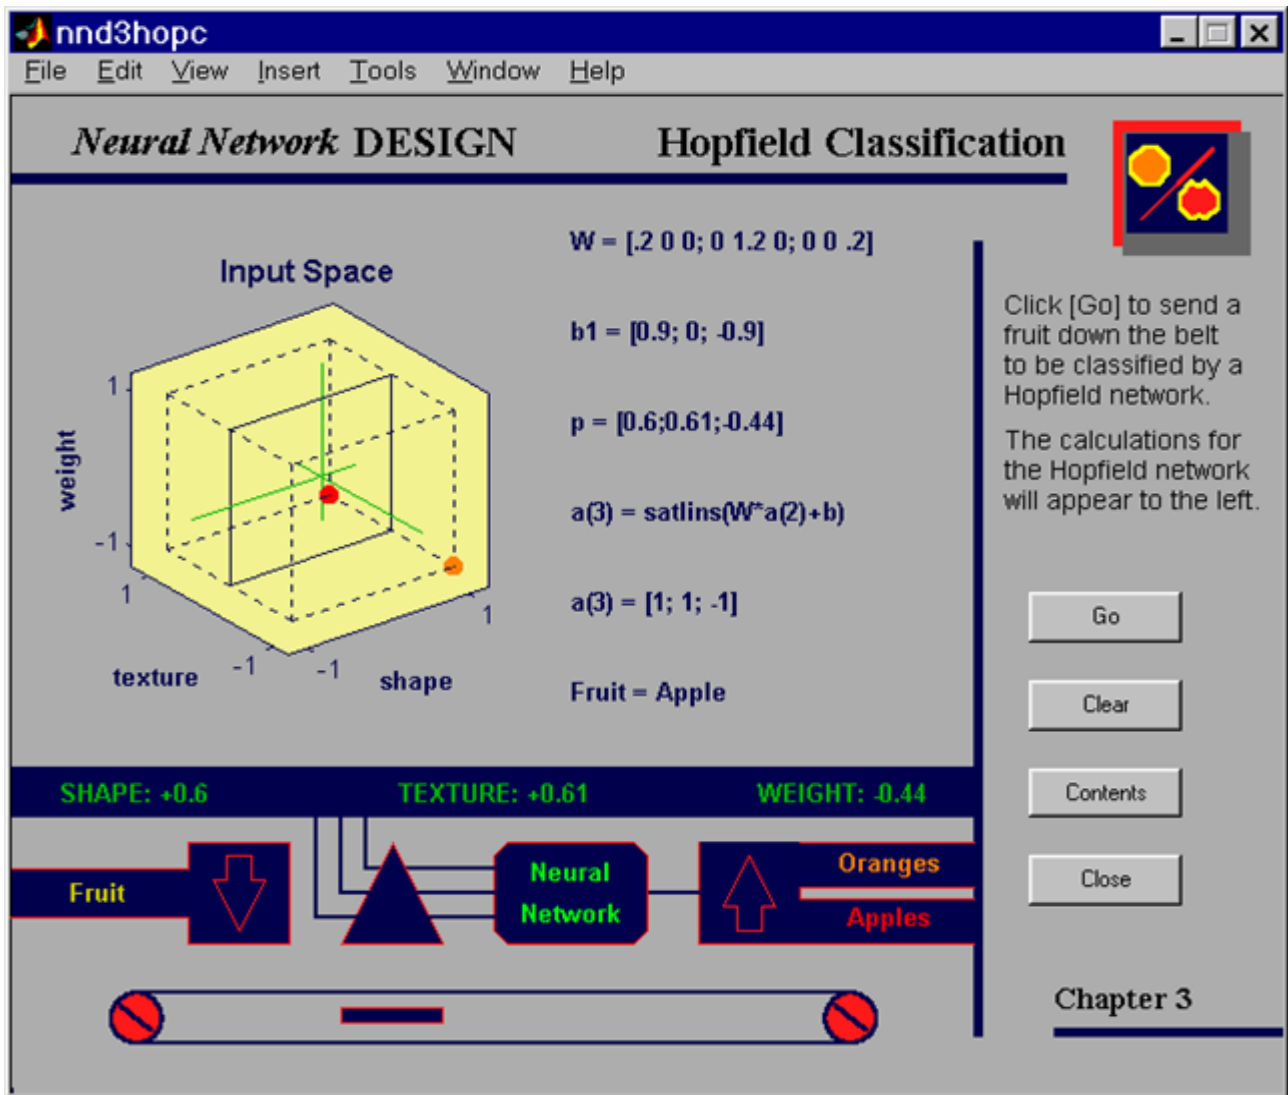 nnd3hopc
File Edit View Insert Tools Window Help
Neural Network DESIGN
Hopfield Classification
Input Space
1
weight
-1
1
texture
-1
-1
shape
1
W = [.2 0 0; 0 1.2 0; 0 0 .2]
b1 = [0.9; 0; -0.9]
p = [0.6;0.61;-0.44]
a(3) = satlins(W*a(2)+b)
a(3) = [1; 1; -1]
Fruit = Apple
Click [Go] to send a
fruit down the belt
to be classified by a
Hopfield network.
The calculations for
the Hopfield network
will appear to the left.
Go
Clear
Contents
Close
SHAPE: +0.6 TEXTURE: +0.61 WEIGHT: -0.44
Fruit
Neural
Network
Oranges
Apples
Chapter 3